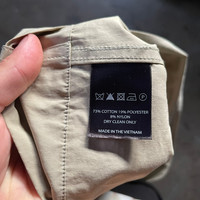 73% COTTON 19% POLYESTER
8% NYLON
DRY CLEAN ONLY
MADE IN THE VIETNAM